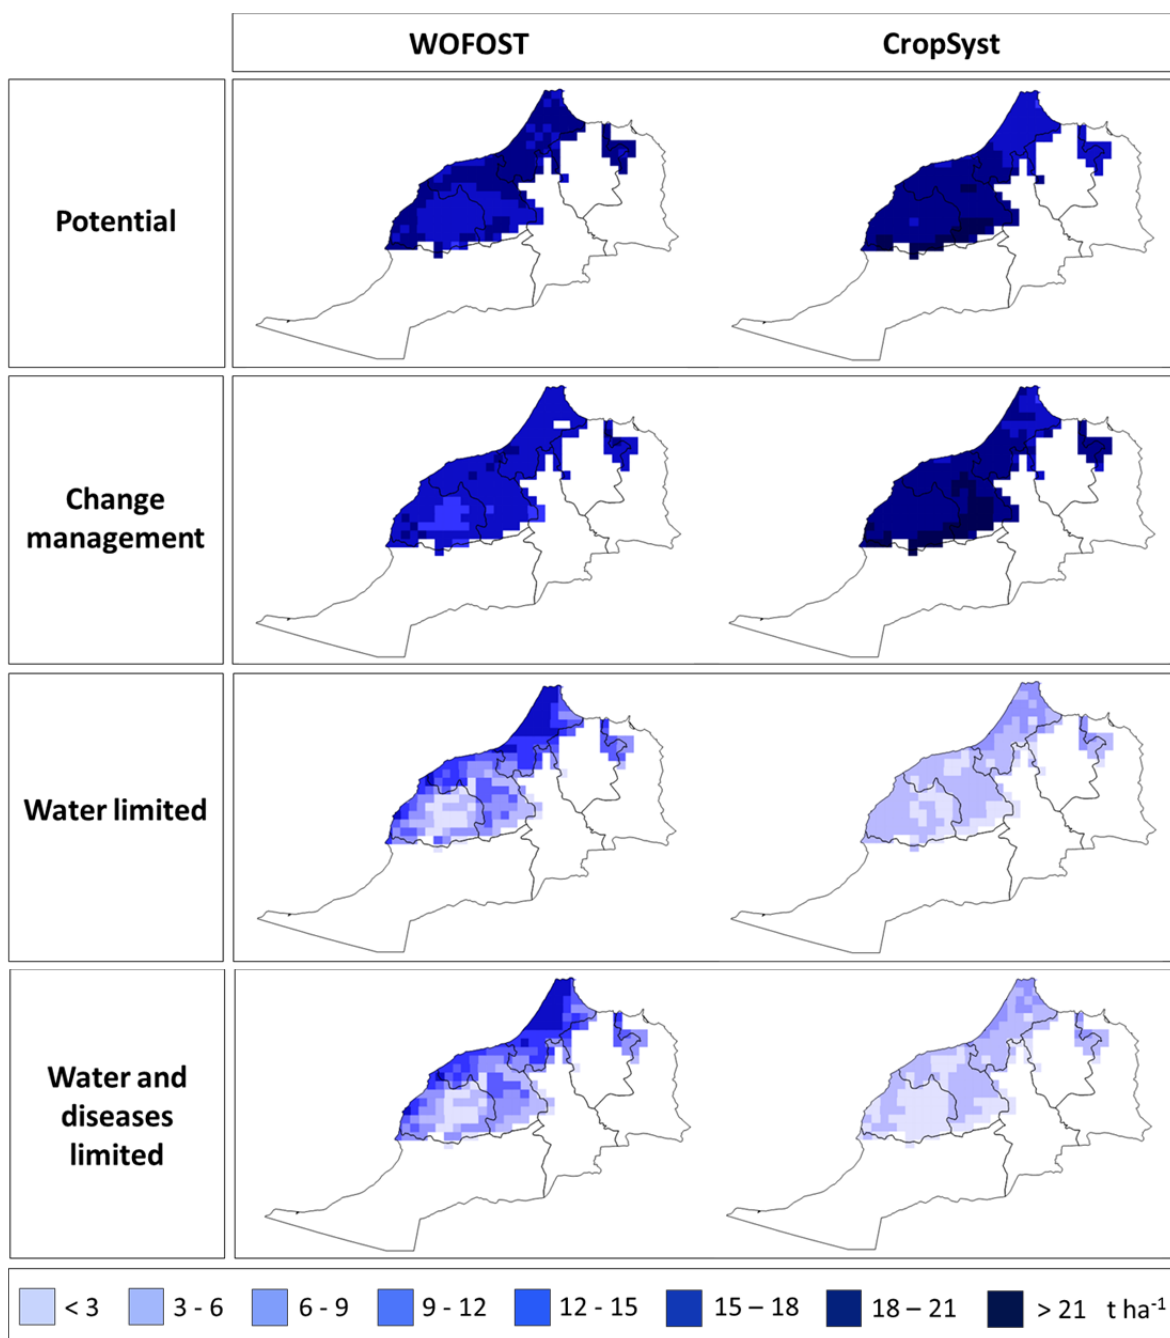 WOFOST CropSyst
Potential
Change
management
Water limited
Water and
diseases
limited
< 3 3 - 6 6 - 9 9 - 12 12 - 15 15 – 18 18 – 21 > 21 t ha⁻¹